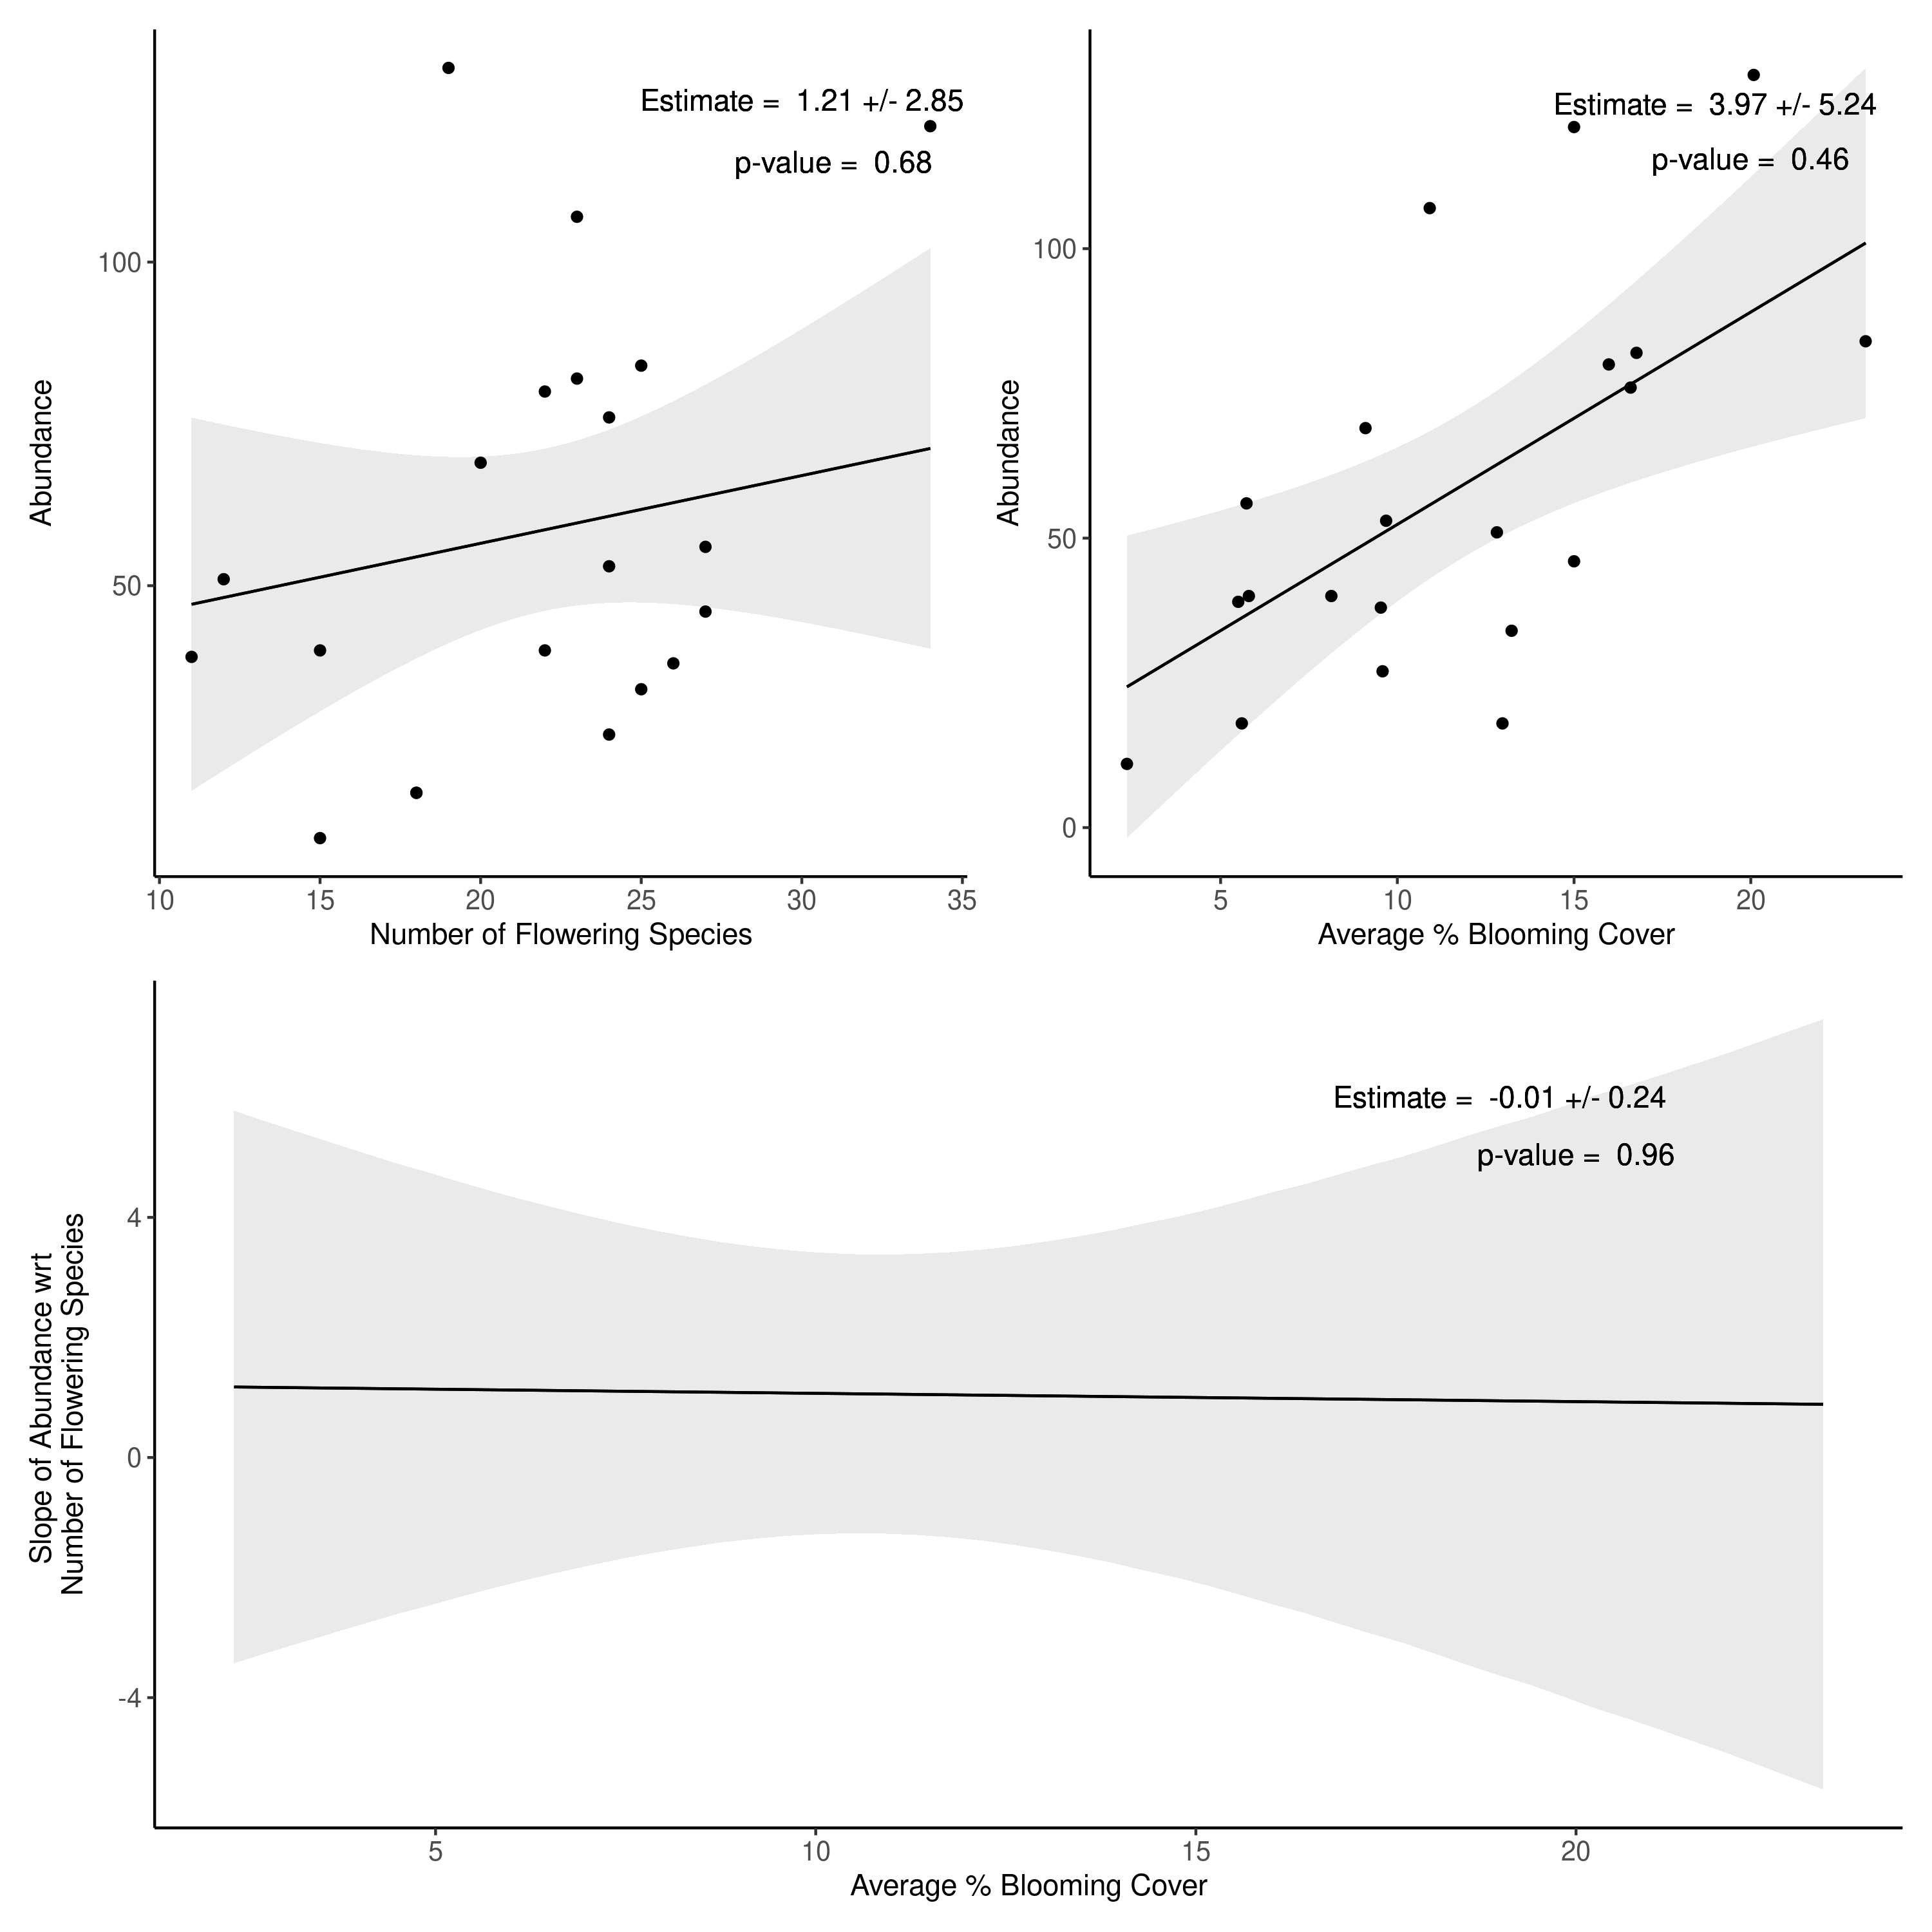 Estimate = 1.21 +/- 2.85
p-value = 0.68
100
50
Abundance
10 15 20 25 30 35
Number of Flowering Species
Estimate = 3.97 +/- 5.24
p-value = 0.46
100
50
0
Abundance
5 10 15 20
Average % Blooming Cover
Estimate = -0.01 +/- 0.24
p-value = 0.96
4
0
-4
Slope of Abundance wrt
Number of Flowering Species
5 10 15 20
Average % Blooming Cover